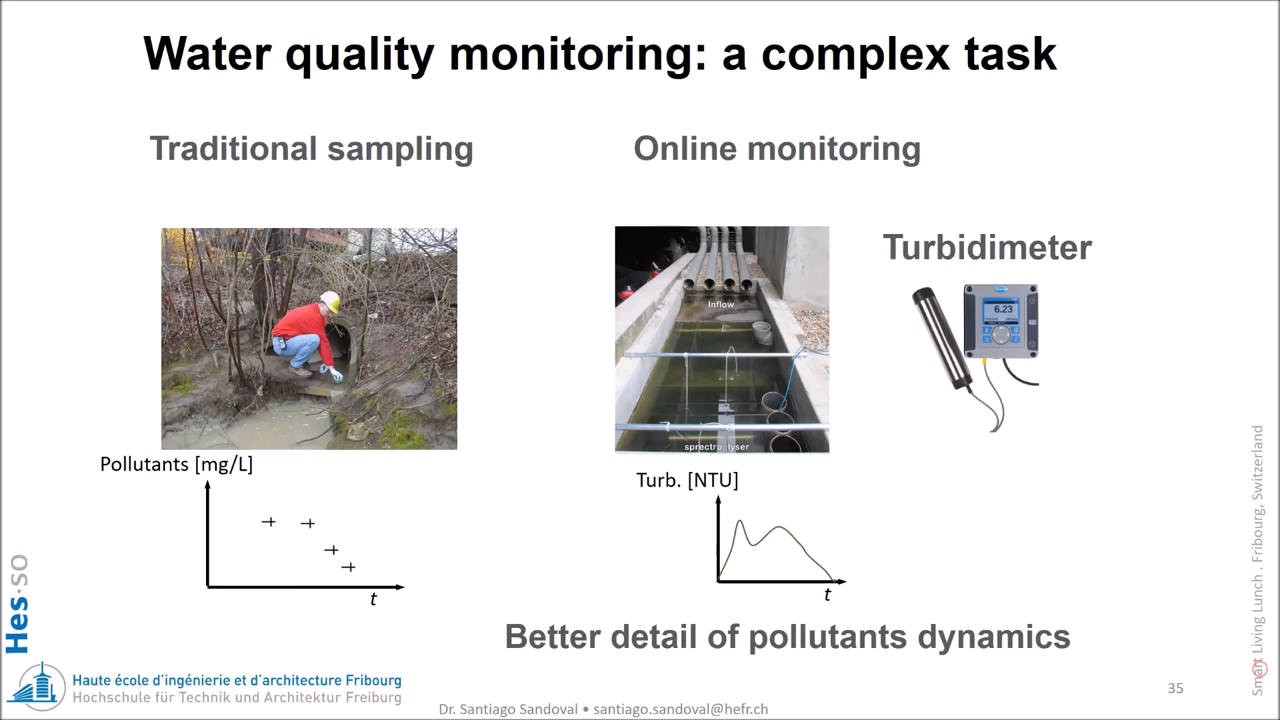 Water quality monitoring: a complex task
Traditional sampling
Online monitoring
Turbidimeter
Inflow
6.23
sprectro lyser
Pollutants [mg/L]
t
Turb. [NTU]
t
Better detail of pollutants dynamics
Hes·so
Haute école d'ingénierie et d'architecture Fribourg
Hochschule für Technik und Architektur Freiburg
Dr. Santiago Sandoval • santiago.sandoval@hefr.ch
35
Smart Living Lunch . Fribourg, Switzerland